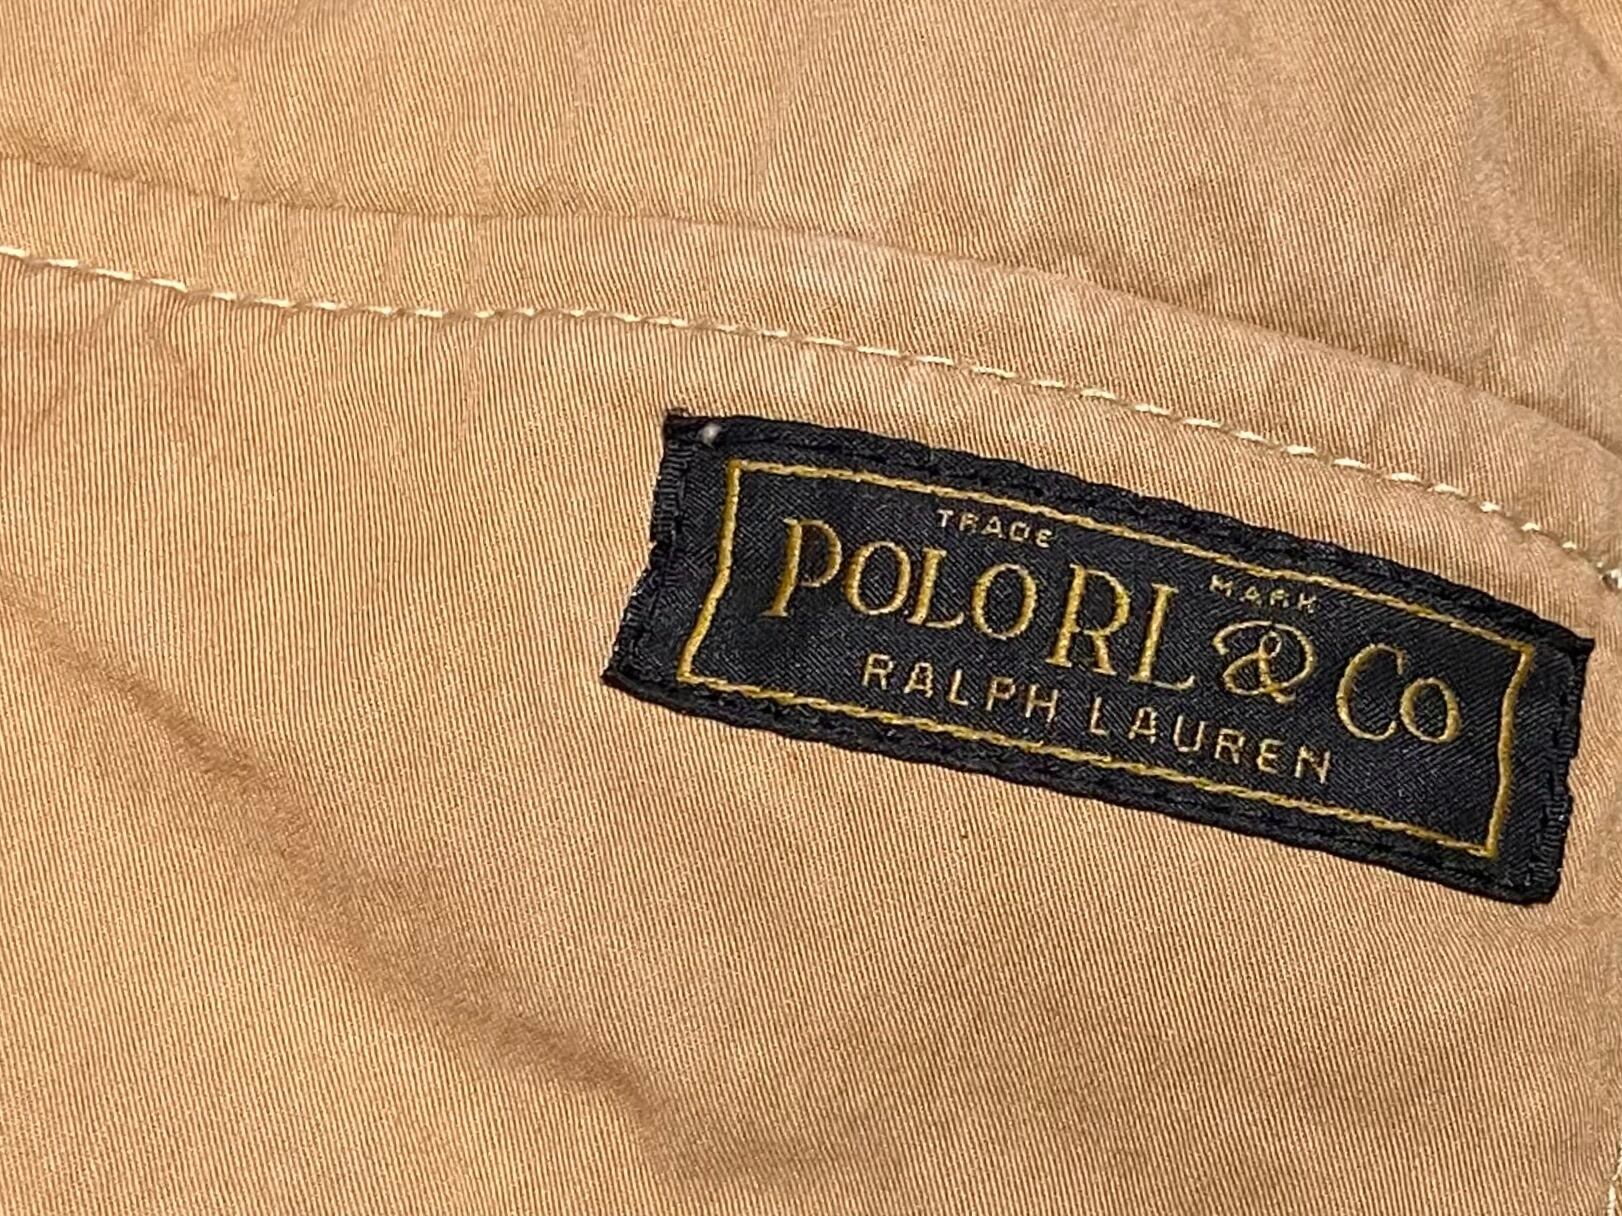 TRADE MARK
POLO RL & Co
RALPH LAUREN